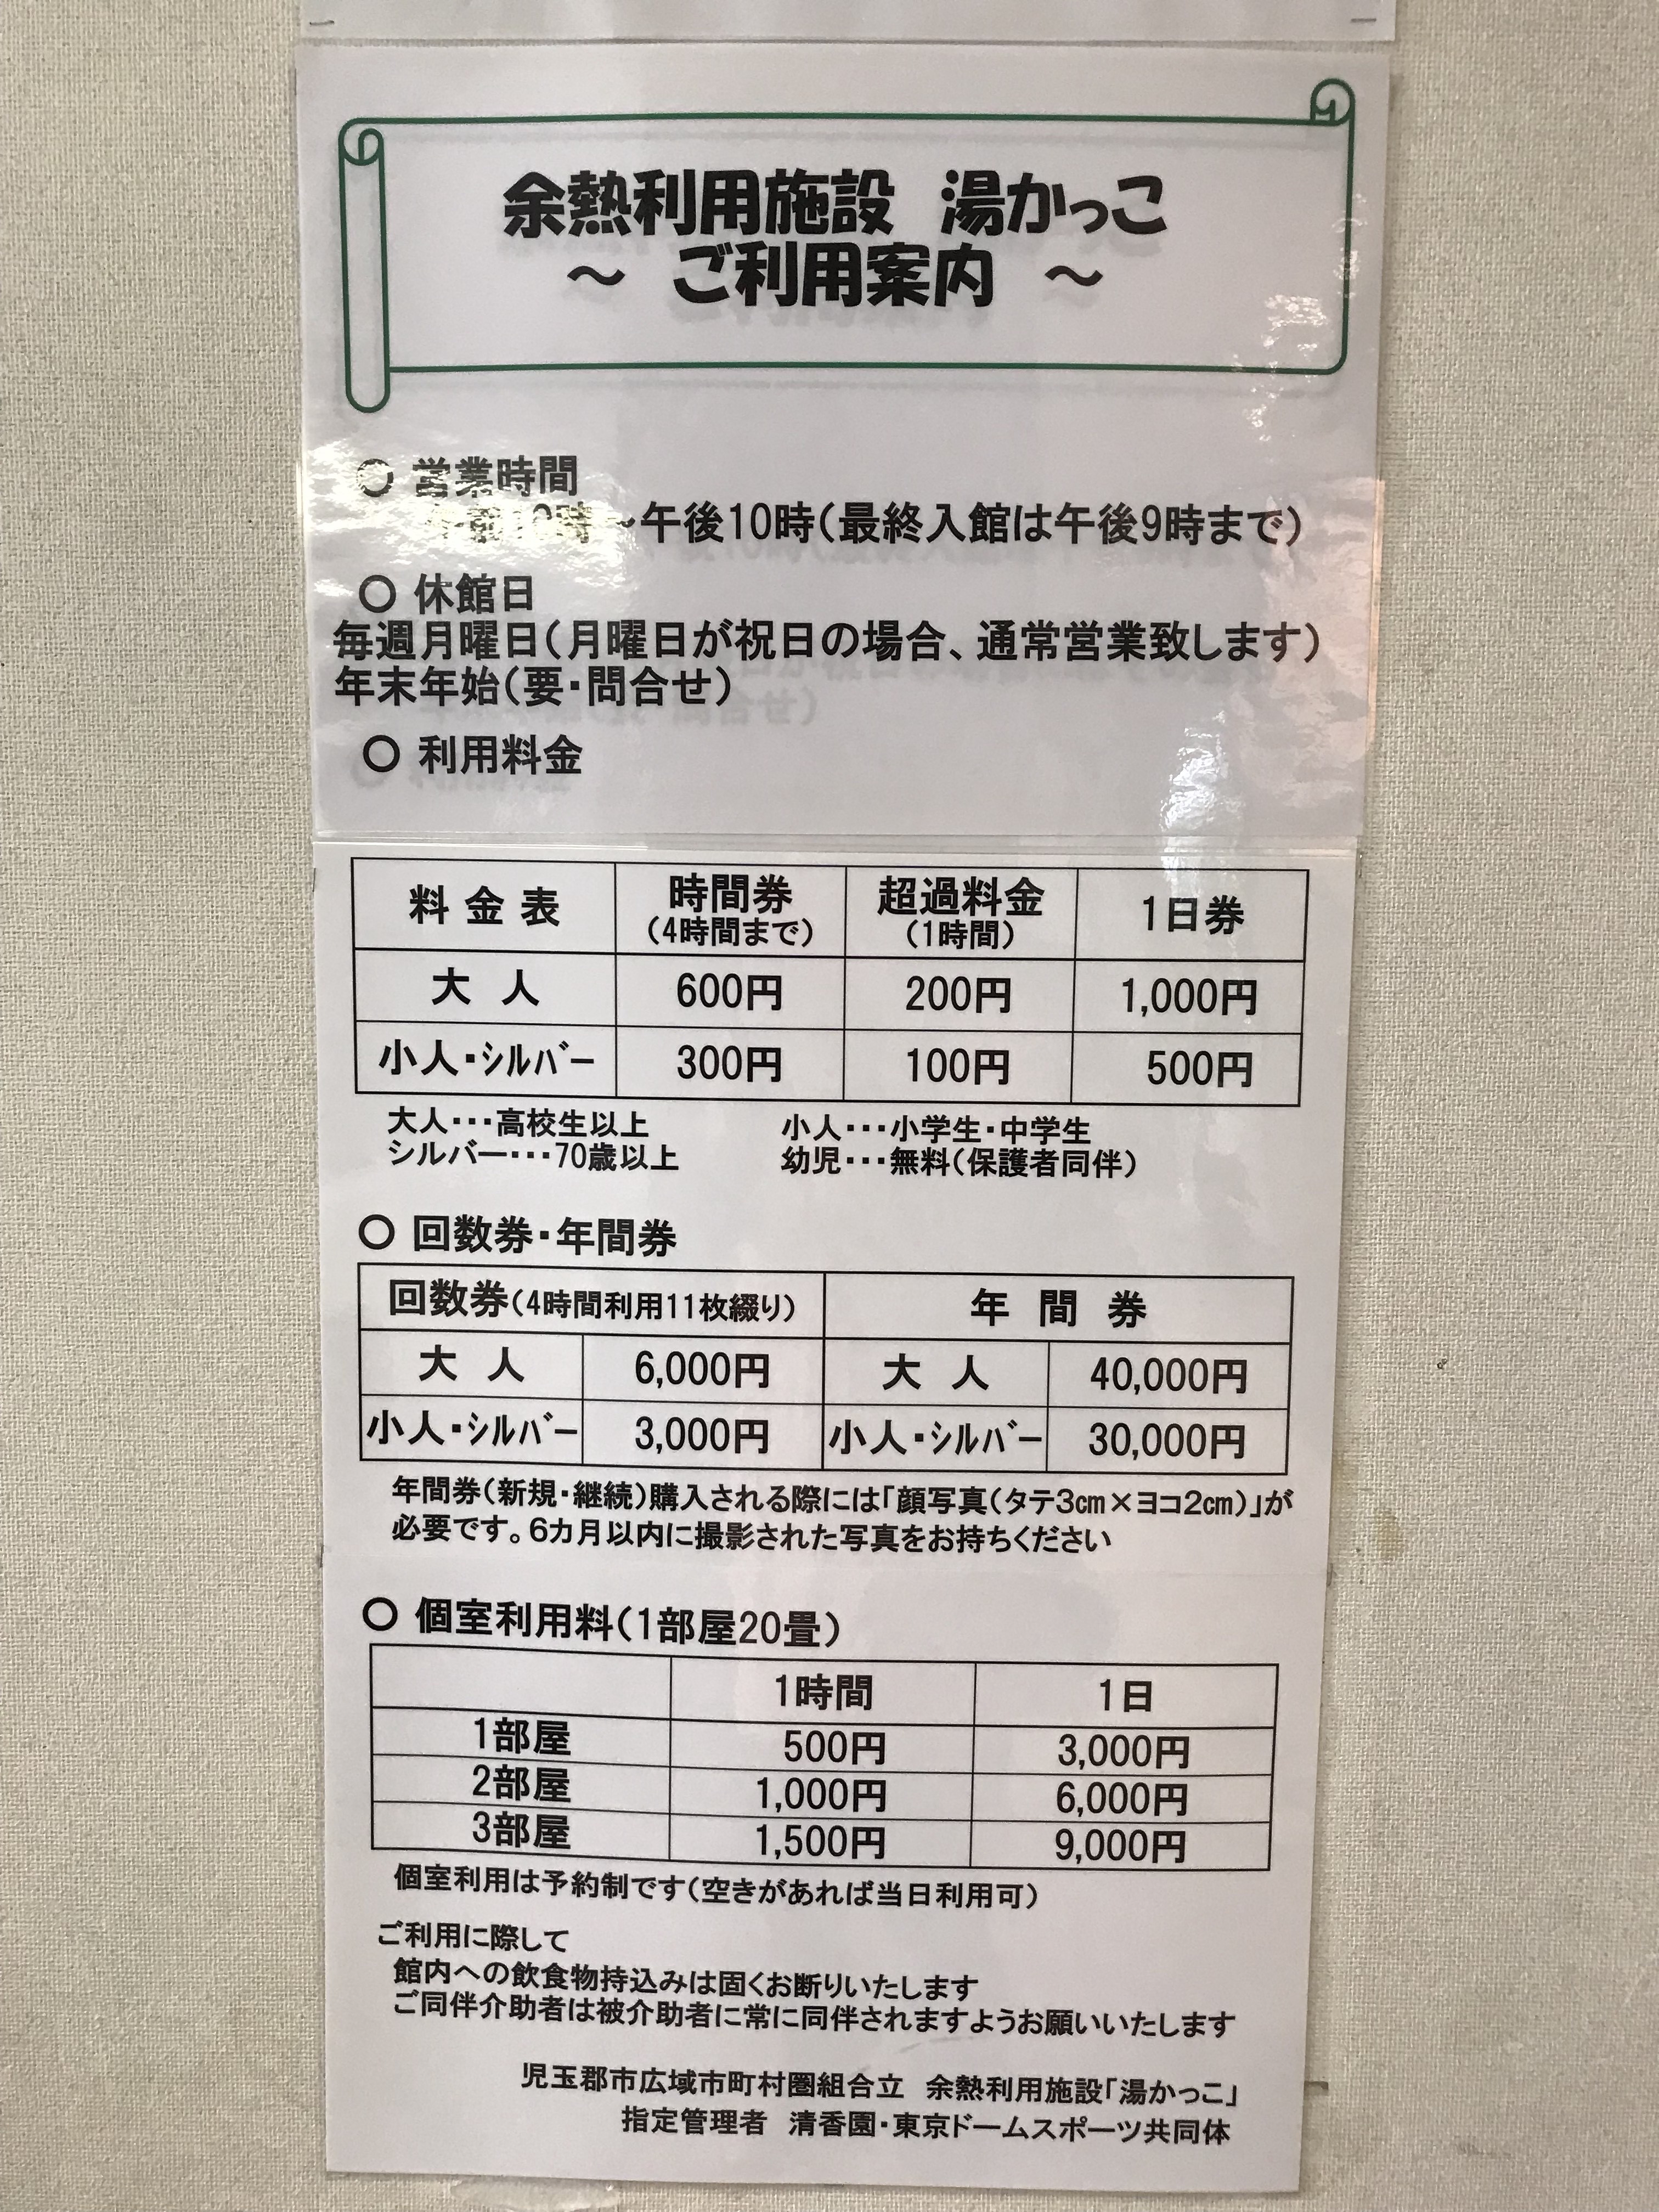 余熱利用施設 湯かっこ
～ ご利用案内 ～
○ 営業時間
午前10時～午後10時(最終入館は午後9時まで)
○ 休館日
毎週月曜日(月曜日が祝日の場合、通常営業致します)
年末年始(要・問合せ)
○ 利用料金
料金表 時間券(4時間まで) 超過料金(1時間) 1日券
大人 600円 200円 1,000円
小人・シルバー 300円 100円 500円
大人・・・高校生以上 小人・・・小学生・中学生
シルバー・・・70歳以上 幼児・・・無料(保護者同伴)
○ 回数券・年間券
回数券(4時間利用11枚綴り) 年間券
大人 6,000円 大人 40,000円
小人・シルバー 3,000円 小人・シルバー 30,000円
年間券(新規・継続)購入される際には「顔写真(タテ3㎝×ヨコ2㎝)」が
必要です。6カ月以内に撮影された写真をお持ちください
○ 個室利用料(1部屋20畳)
1時間 1日
1部屋 500円 3,000円
2部屋 1,000円 6,000円
3部屋 1,500円 9,000円
個室利用は予約制です(空きがあれば当日利用可)
ご利用に際して
館内への飲食物持込みは固くお断りいたします
ご同伴介助者は被介助者に常に同伴されますようお願いいたします
児玉郡市広域市町村圏組合立 余熱利用施設「湯かっこ」
指定管理者 清香園・東京ドームスポーツ共同体